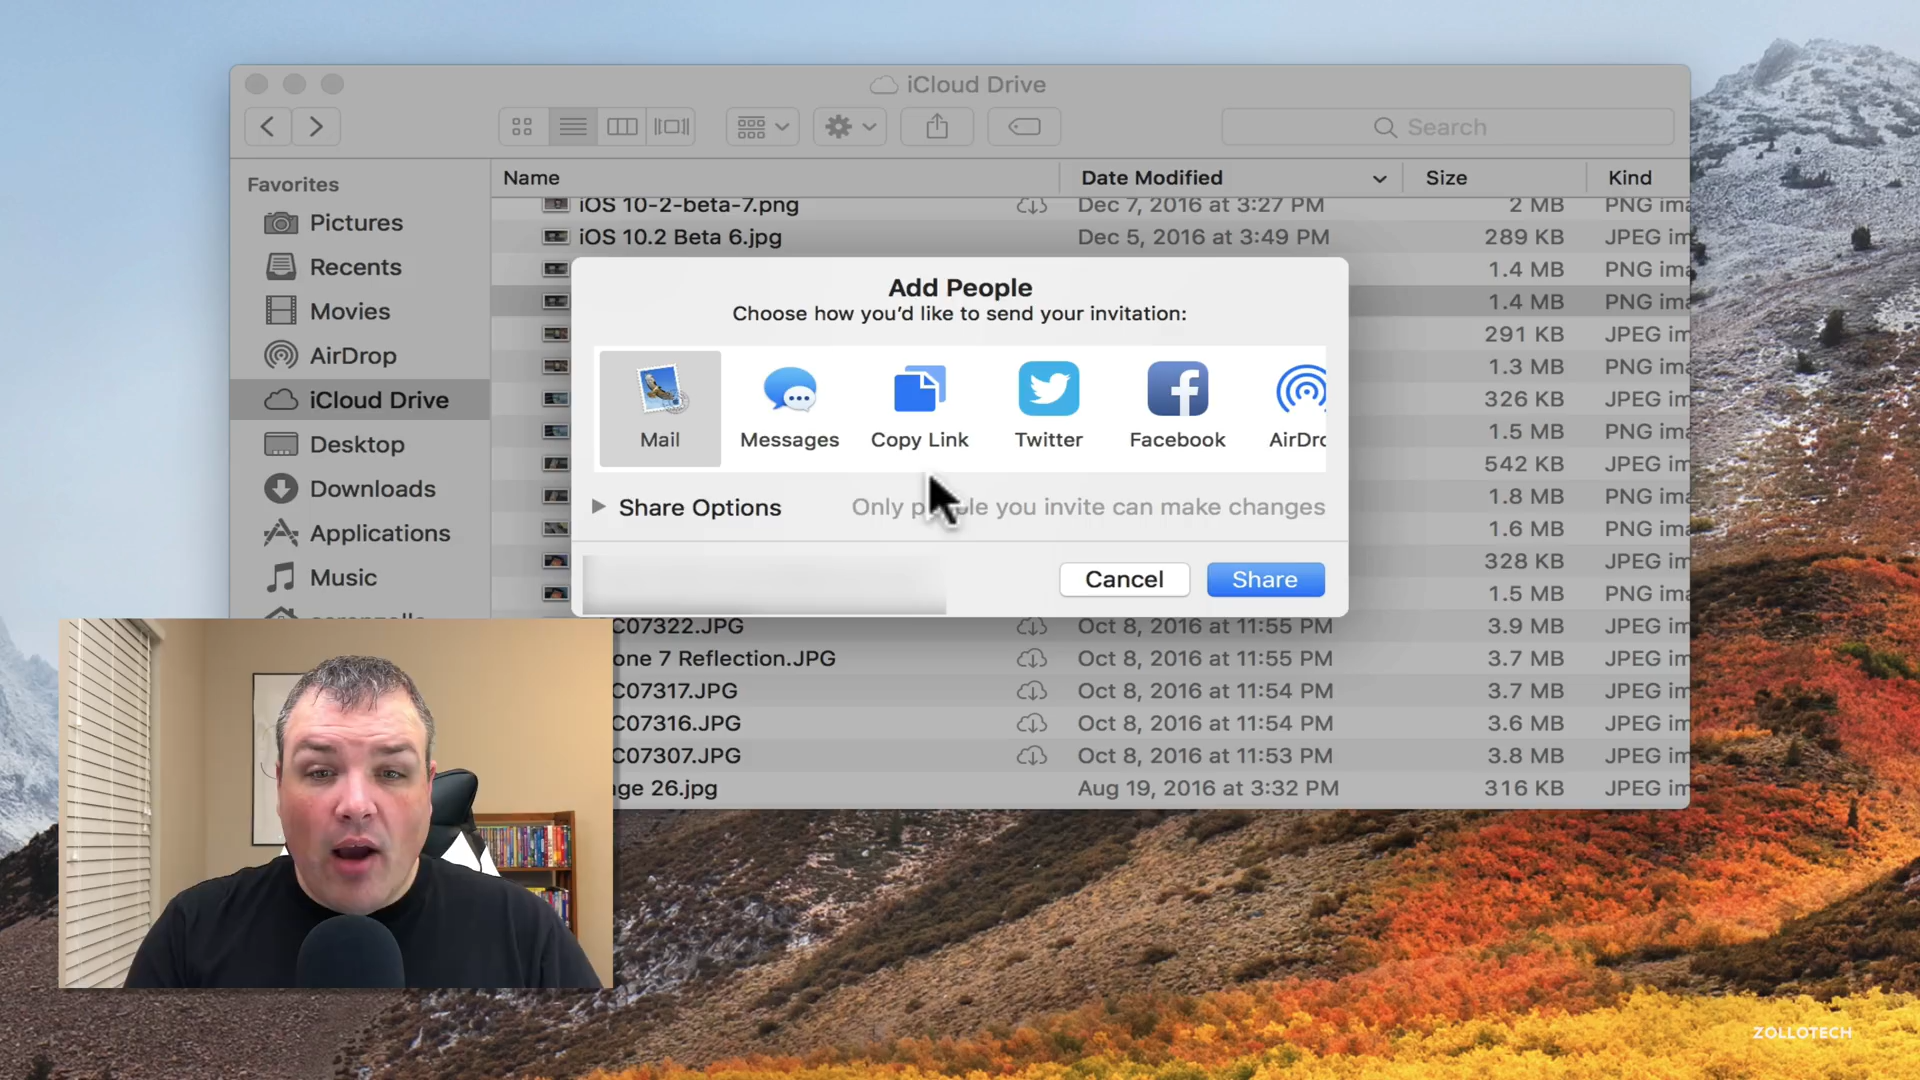 iCloud Drive
Search
Favorites
Pictures
Recents
Movies
AirDrop
iCloud Drive
Desktop
Downloads
Applications
Music
Name Date Modified Size Kind
iOS 10-2-beta-7.png Dec 7, 2016 at 3:27 PM 2 MB PNG ima
iOS 10.2 Beta 6.jpg Dec 5, 2016 at 3:49 PM 289 KB JPEG im
1.4 MB PNG ima
1.4 MB PNG ima
291 KB JPEG im
1.3 MB PNG ima
326 KB JPEG im
1.5 MB PNG ima
542 KB JPEG im
1.8 MB PNG ima
1.6 MB PNG ima
328 KB JPEG im
1.5 MB PNG ima
Add People
Choose how you'd like to send your invitation:
Mail Messages Copy Link Twitter Facebook AirDro
Share Options Only you invite can make changes
Cancel Share
C07322.JPG Oct 8, 2016 at 11:55 PM 3.9 MB JPEG im
one 7 Reflection.JPG Oct 8, 2016 at 11:55 PM 3.7 MB JPEG im
C07317.JPG Oct 8, 2016 at 11:54 PM 3.7 MB JPEG im
C07316.JPG Oct 8, 2016 at 11:54 PM 3.6 MB JPEG im
C07307.JPG Oct 8, 2016 at 11:53 PM 3.8 MB JPEG im
ge 26.jpg Aug 19, 2016 at 3:32 PM 316 KB JPEG im
ZOLLOTECH